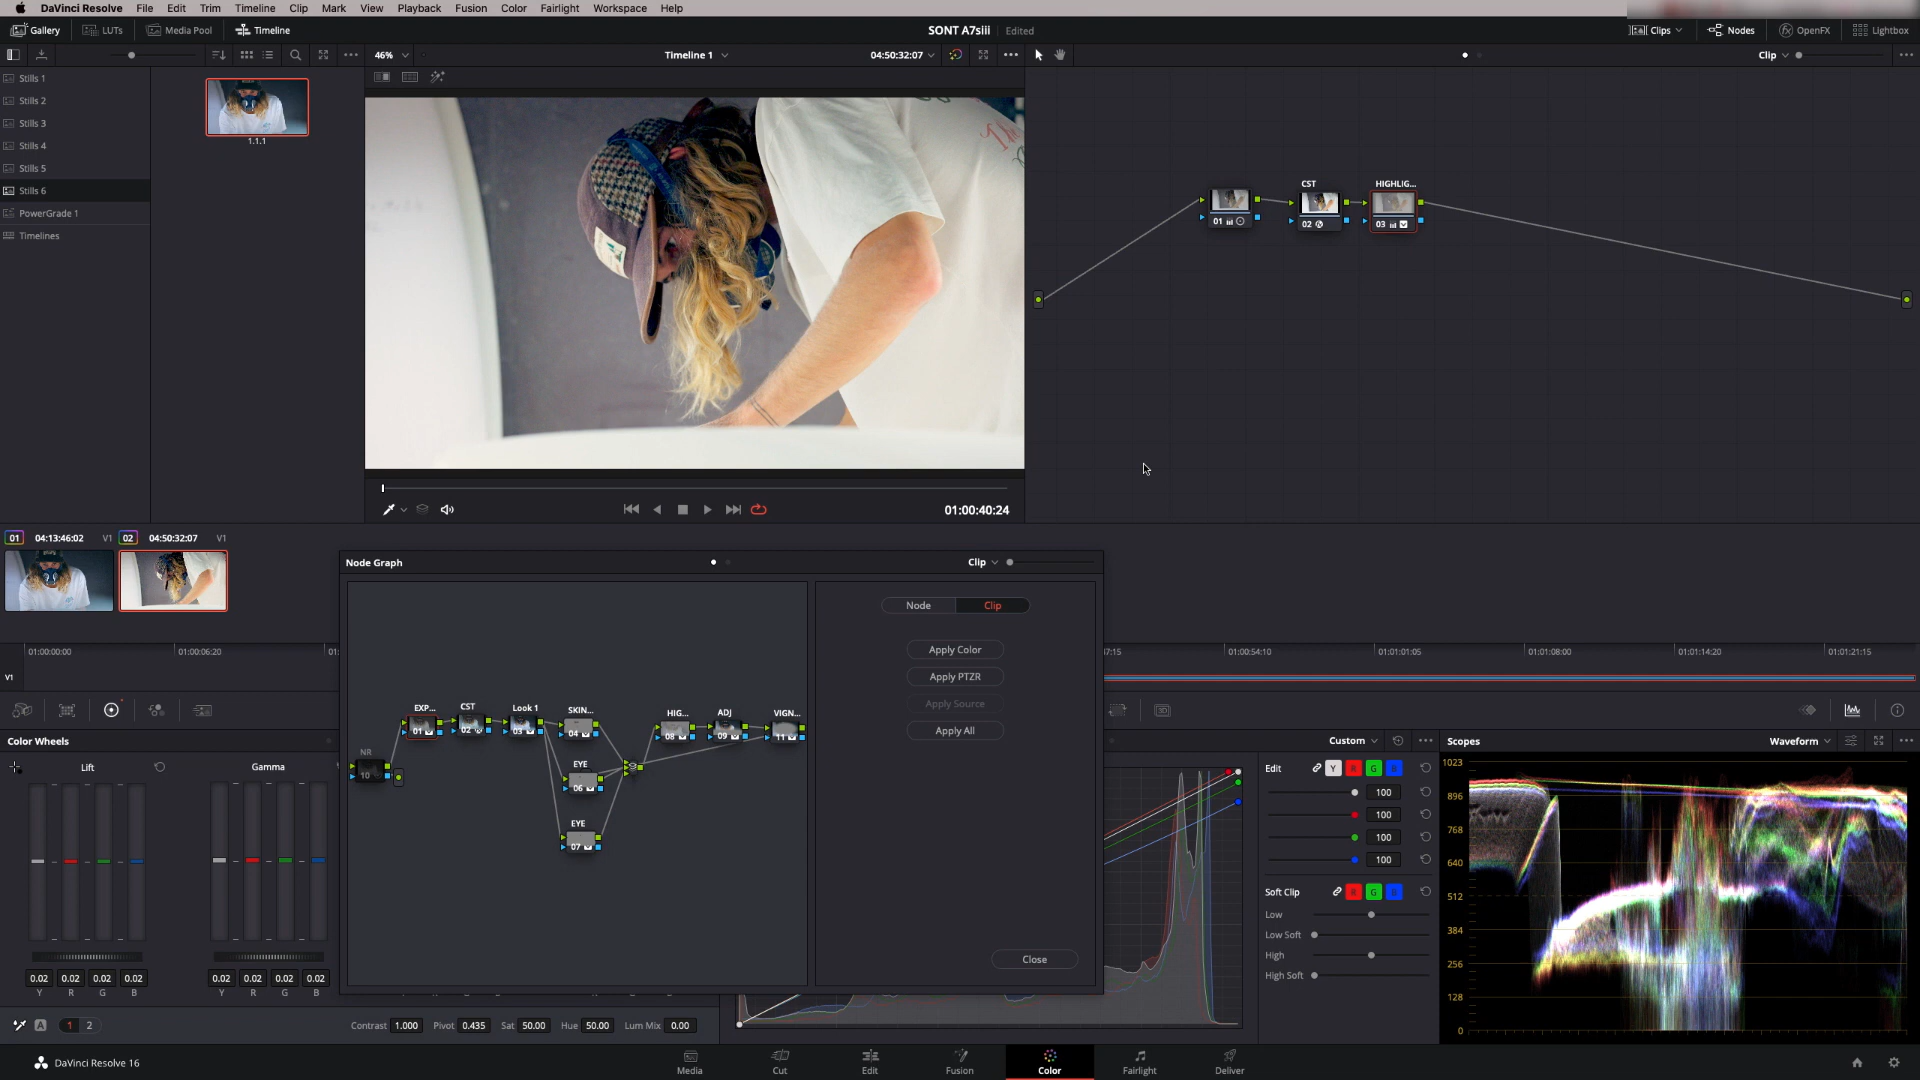 DaVinci Resolve File Edit Trim Timeline Clip Mark View Playback Fusion Color Fairlight Workspace Help
Gallery LUTs Media Pool Timeline SONT A7siii Edited Clips Nodes OpenFX Lightbox
46% Timeline 1 04:50:32:07 Clip
Stills 1
Stills 2
Stills 3
Stills 4
Stills 5
Stills 6
PowerGrade 1
Timelines
1.1.1
CST HIGHLIG...
01 02 03
01:00:40:24
01 04:13:46:02 V1 02 04:50:32:07 V1
Node Graph Clip
Node Clip
Apply Color
Apply PTZR
Apply Source
Apply All
Close
01:00:00:00 01:00:06:20 01: 7:15 01:00:54:10 01:01:01:05 01:01:08:00 01:01:14:20 01:01:21:15
V1
EXP... CST Look 1 SKIN... HIG... ADJ VIGN...
01 02 03 04 08 09 11
NR
10
EYE
06
EYE
07
Color Wheels
Lift Gamma
0.02 0.02 0.02 0.02 0.02 0.02 0.02 0.02
Y R G B Y R G B
A 1 2 Contrast 1.000 Pivot 0.435 Sat 50.00 Hue 50.00 Lum Mix 0.00
Custom
Edit Y R G B
100
100
100
100
Soft Clip R G B
Low
Low Soft
High
High Soft
Scopes Waveform
1023
896
768
640
512
384
256
128
0
DaVinci Resolve 16
Media Cut Edit Fusion Color Fairlight Deliver